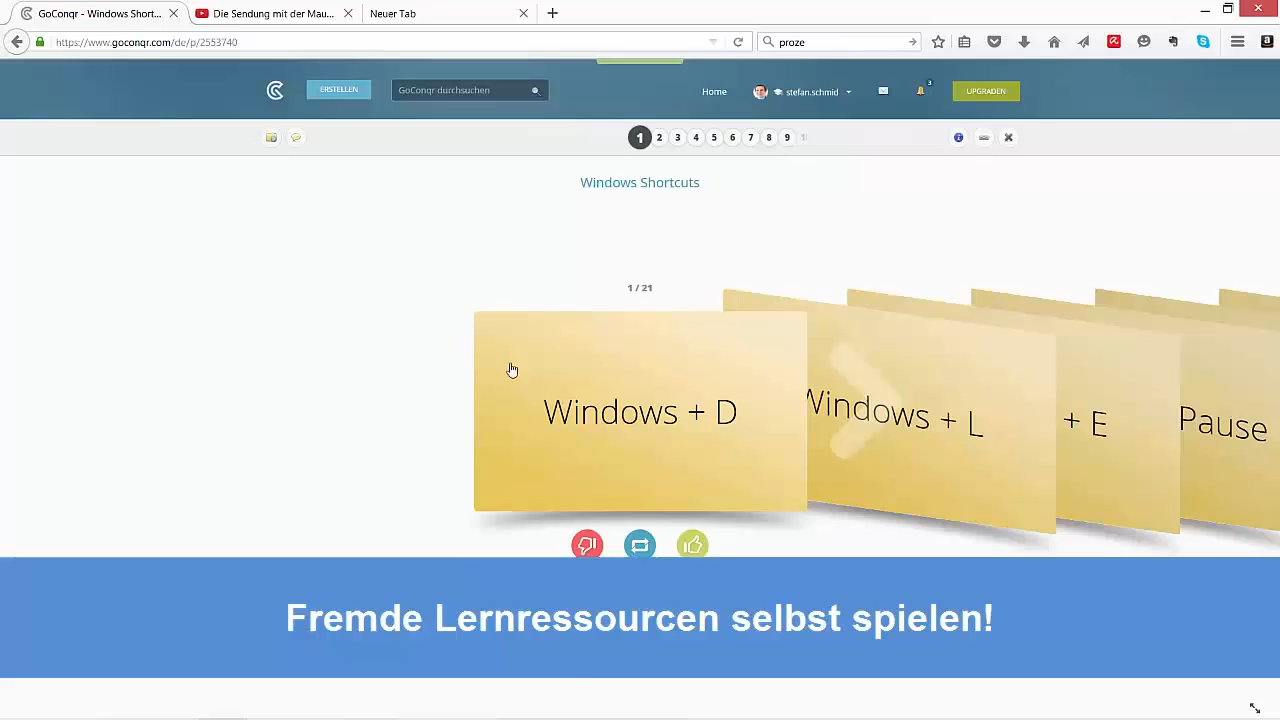 GoConqr - Windows Short...
Die Sendung mit der Mau...
Neuer Tab
https://www.goconqr.com/de/p/2553740
proze
ERSTELLEN
GoConqr durchsuchen
Home
stefan.schmid
3
UPGRADEN
1 2 3 4 5 6 7 8 9 1
Windows Shortcuts
1 / 21
Windows + D
Windows + L
+ E
Pause
Fremde Lernressourcen selbst spielen!